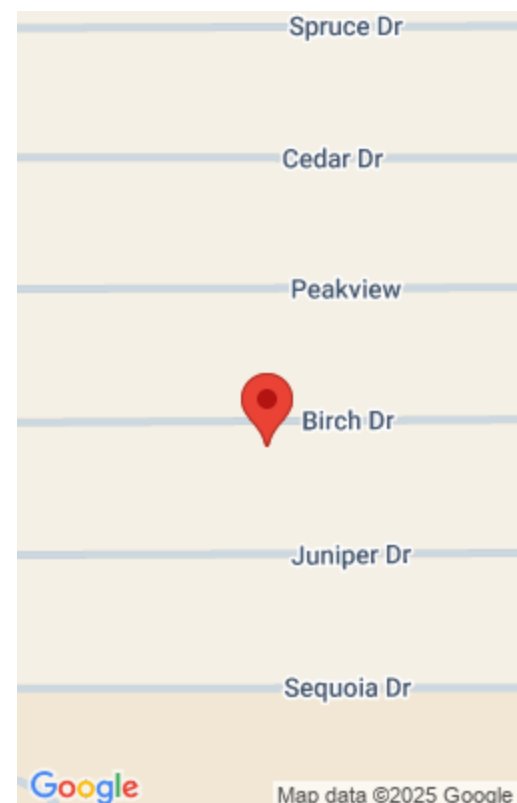 Spruce Dr
Cedar Dr
Peakview
Birch Dr
Juniper Dr
Sequoia Dr
Google
Map data ©2025 Google